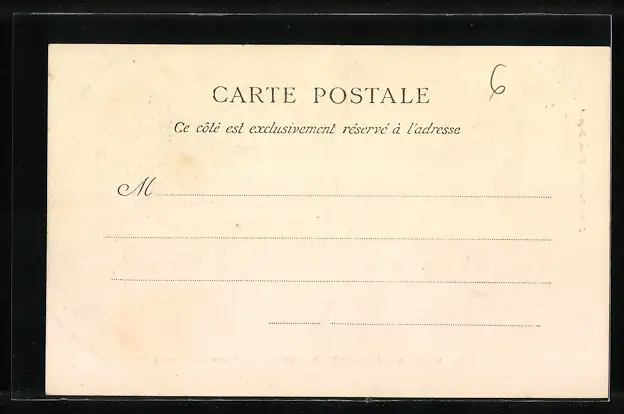 CARTE POSTALE
6
Ce côté est exclusivement réservé à l'adresse
M